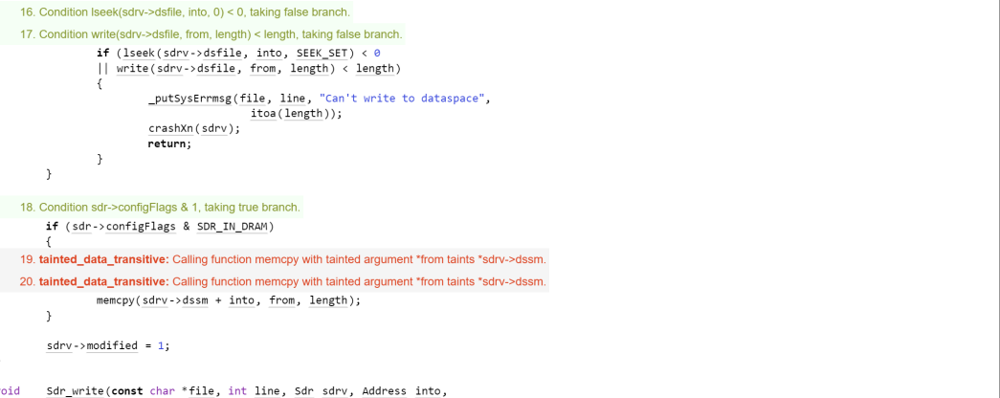 16. Condition lseek(sdrv->dsfile, into, 0) < 0, taking false branch.
17. Condition write(sdrv->dsfile, from, length) < length, taking false branch.
if (lseek(sdrv->dsfile, into, SEEK_SET) < 0
|| write(sdrv->dsfile, from, length) < length)
{
_putSysErrmsg(file, line, "Can't write to dataspace",
itoa(length));
crashXn(sdrv);
return;
}
}
18. Condition sdr->configFlags & 1, taking true branch.
if (sdr->configFlags & SDR_IN_DRAM)
{
19. tainted_data_transitive: Calling function memcpy with tainted argument *from taints *sdrv->dssm.
20. tainted_data_transitive: Calling function memcpy with tainted argument *from taints *sdrv->dssm.
memcpy(sdrv->dssm + into, from, length);
}
sdrv->modified = 1;
oid Sdr_write(const char *file, int line, Sdr sdrv, Address into,